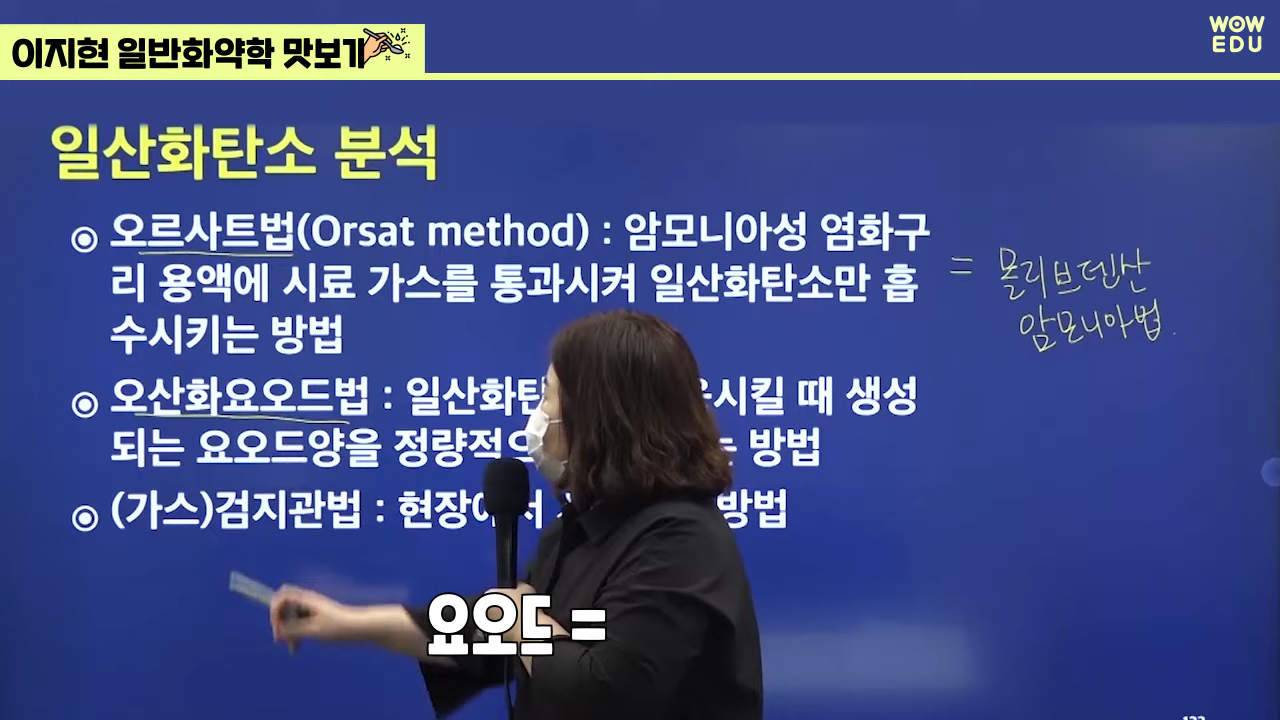 이지현 일반화약학 맛보기
WOW
EDU
일산화탄소 분석
◉ 오르사트법(Orsat method) : 암모니아성 염화구
리 용액에 시료 가스를 통과시켜 일산화탄소만 흡
수시키는 방법
= 몰리브덴산
암모니아법.
◉ 오산화요오드법 : 일산화탄 시킬 때 생성
되는 요오드양을 정량적으 는 방법
◉ (가스)검지관법 : 현장에서 방법
요오드 =